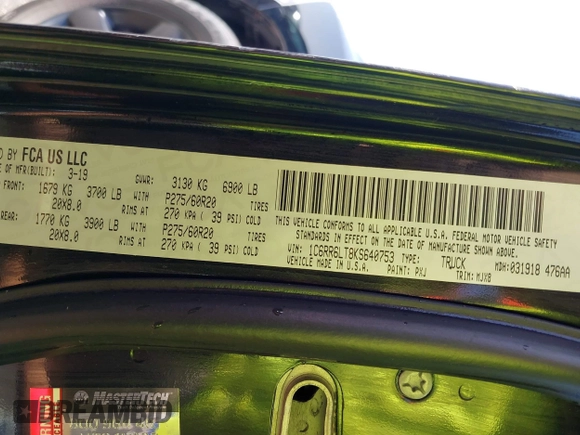 D BY FCA US LLC
E OF MFR(BUILT): 3-19 GVWR: 3130 KG 6900 LB
FRONT: 1679 KG 3700 LB P275/60R20 TIRES
20X8.0 RIMS AT 270 KPA ( 39 PSI) COLD
REAR: 1770 KG 3900 LB P275/60R20 TIRES
20X8.0 RIMS AT 270 KPA ( 39 PSI) COLD
THIS VEHICLE CONFORMS TO ALL APPLICABLE U.S.A. FEDERAL MOTOR VEHICLE SAFETY
STANDARDS IN EFFECT ON THE DATE OF MANUFACTURE SHOWN ABOVE.
VIN: 1C6RR6LT8KS640753 TYPE: TRUCK MDH:031918 476AA
VEHICLE MADE IN U.S.A. PAINT: PXJ TRIM: MJX8
MASTERTECH
DREAMBID